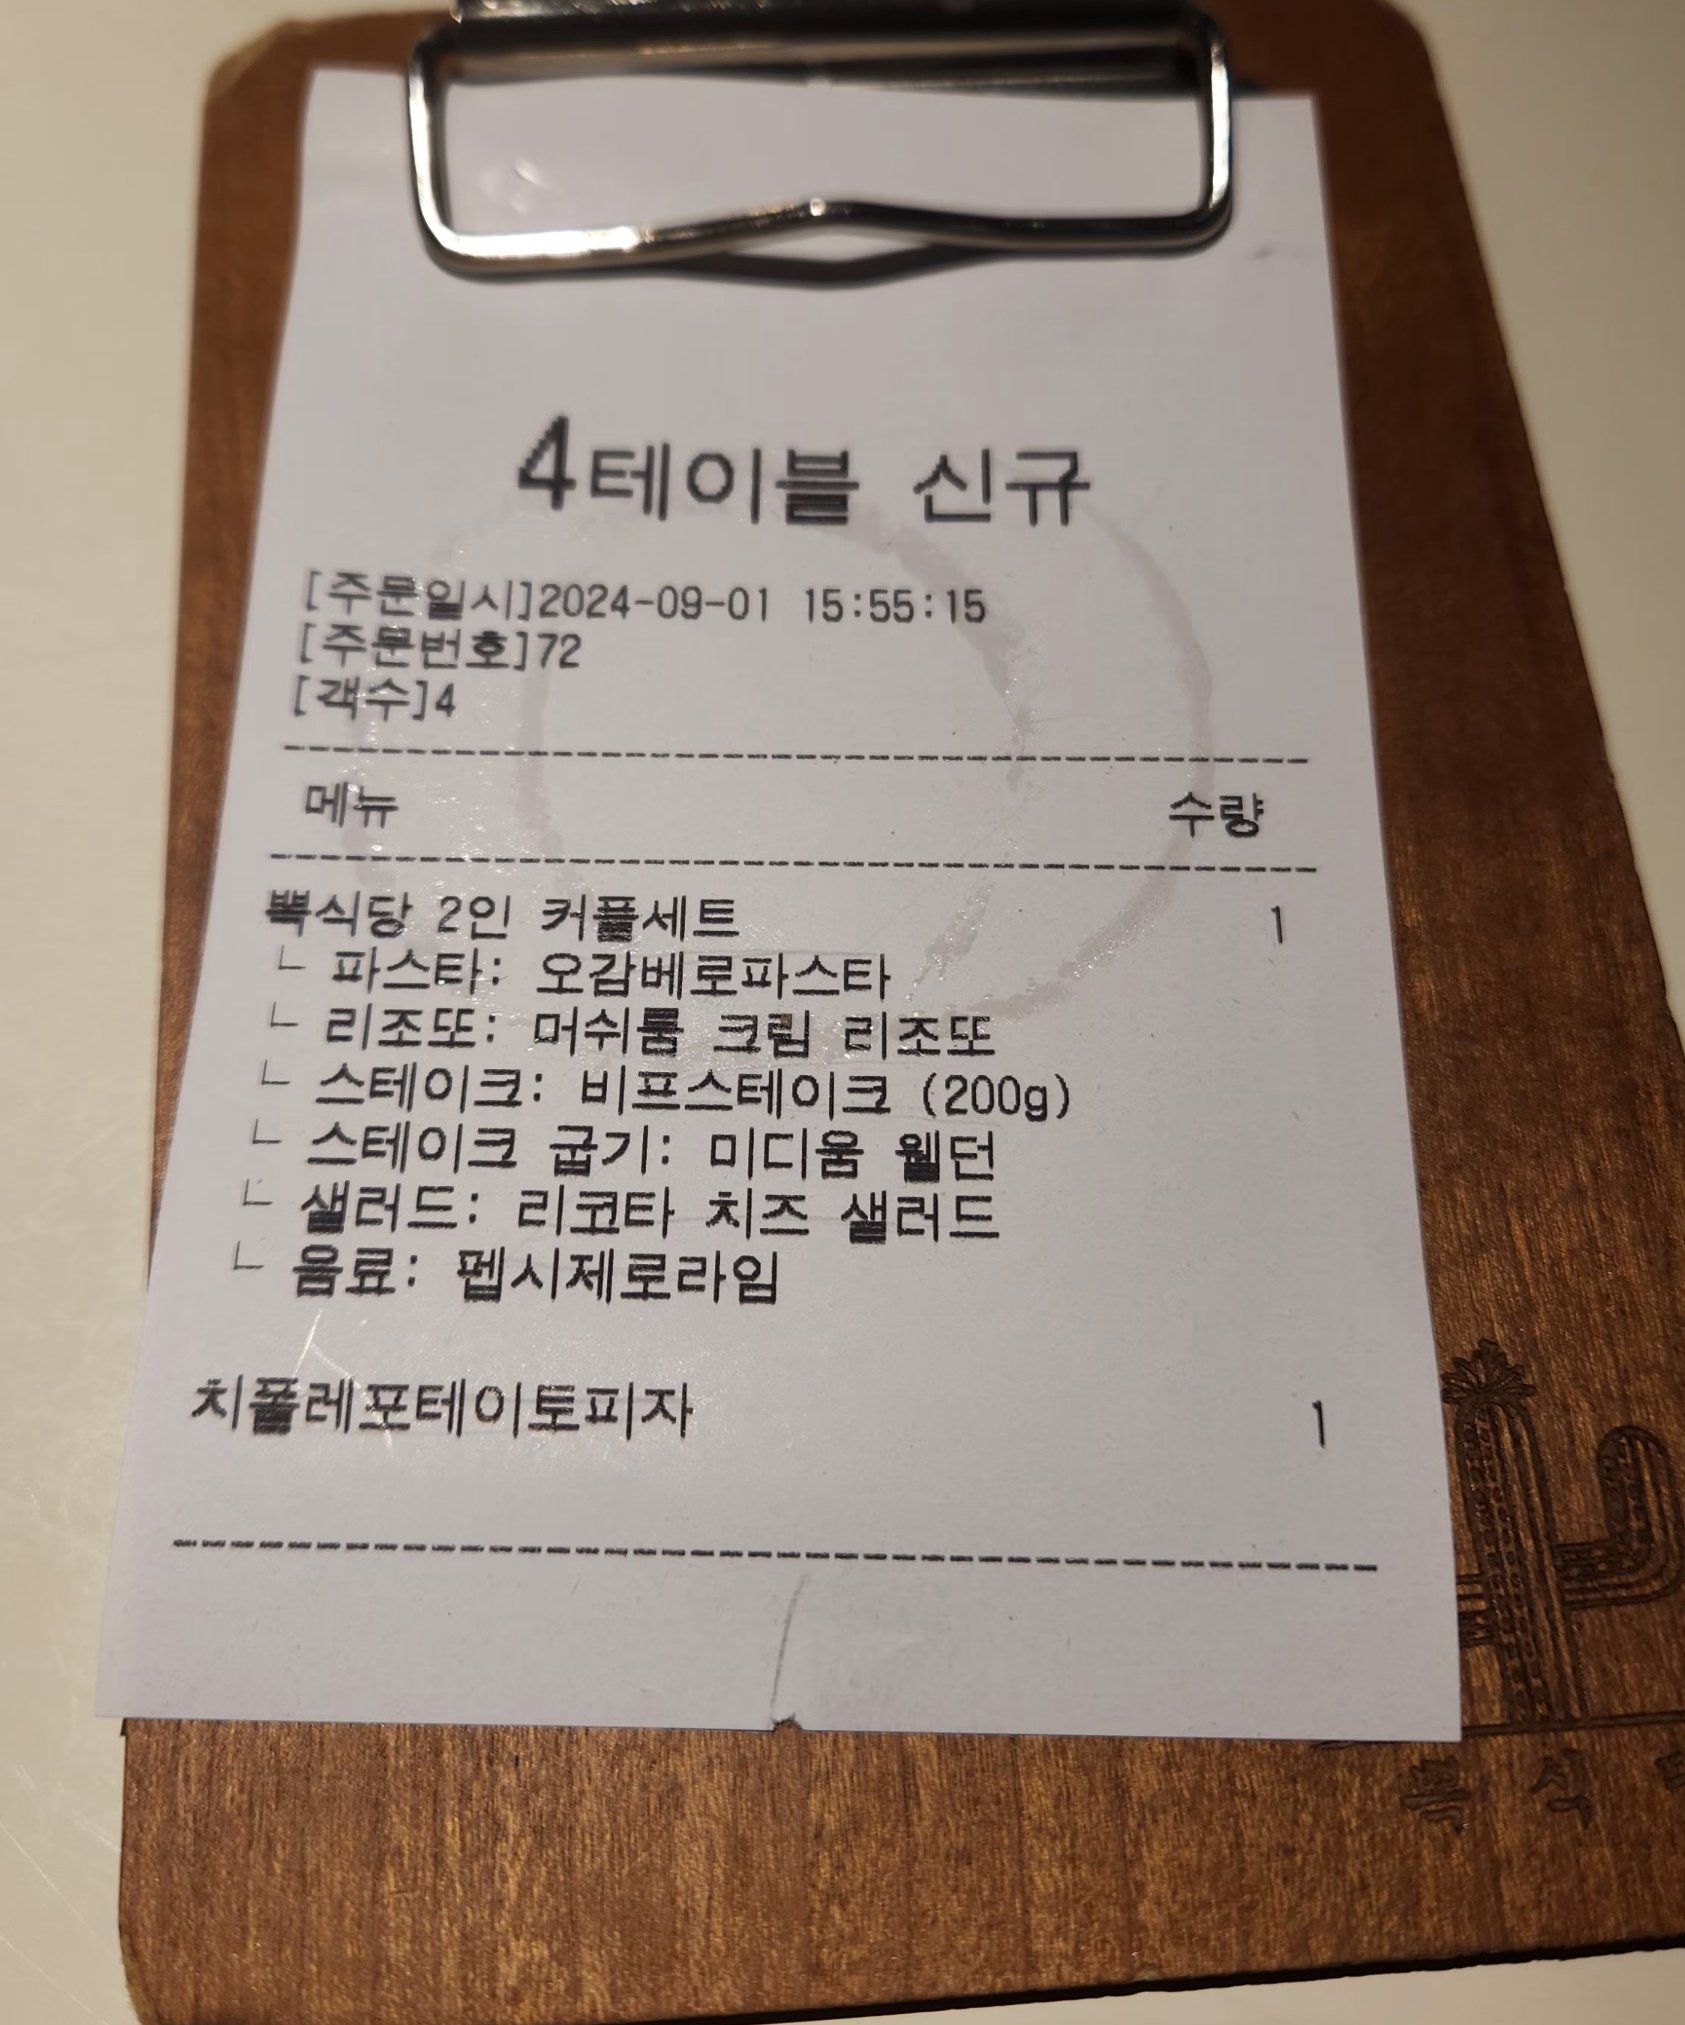 4테이블 신규
[주문일시]2024-09-01 15:55:15
[주문번호]72
[객수]4
메뉴 수량
뽁식당 2인 커플세트 1
ㄴ 파스타: 오감베로파스타
ㄴ 리조또: 머쉬룸 크림 리조또
ㄴ 스테이크: 비프스테이크 (200g)
ㄴ 스테이크 굽기: 미디움 웰던
ㄴ 샐러드: 리코타 치즈 샐러드
ㄴ 음료: 펩시제로라임
치폴레포테이토피자 1
뽁식